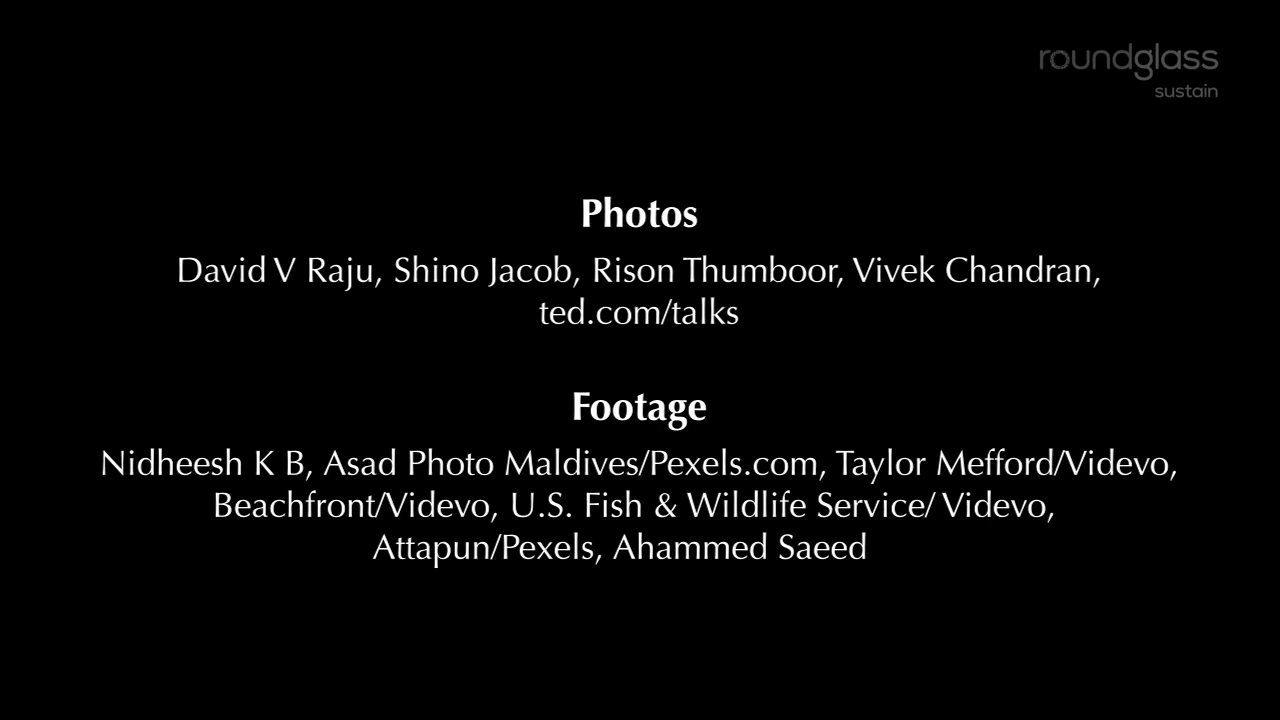 roundglass
sustain
Photos
David V Raju, Shino Jacob, Rison Thumboor, Vivek Chandran,
ted.com/talks
Footage
Nidheesh K B, Asad Photo Maldives/Pexels.com, Taylor Mefford/Videvo,
Beachfront/Videvo, U.S. Fish & Wildlife Service/ Videvo,
Attapun/Pexels, Ahammed Saeed